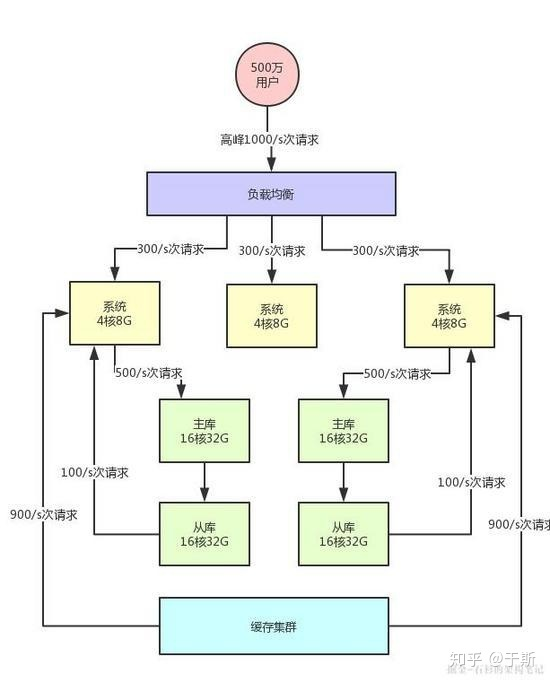 500万
用户
高峰1000/s次请求
负载均衡
300/s次请求
300/s次请求
300/s次请求
系统
4核8G
系统
4核8G
系统
4核8G
500/s次请求
500/s次请求
主库
16核32G
主库
16核32G
100/s次请求
100/s次请求
900/s次请求
900/s次请求
从库
16核32G
从库
16核32G
缓存集群
知乎 @于斯